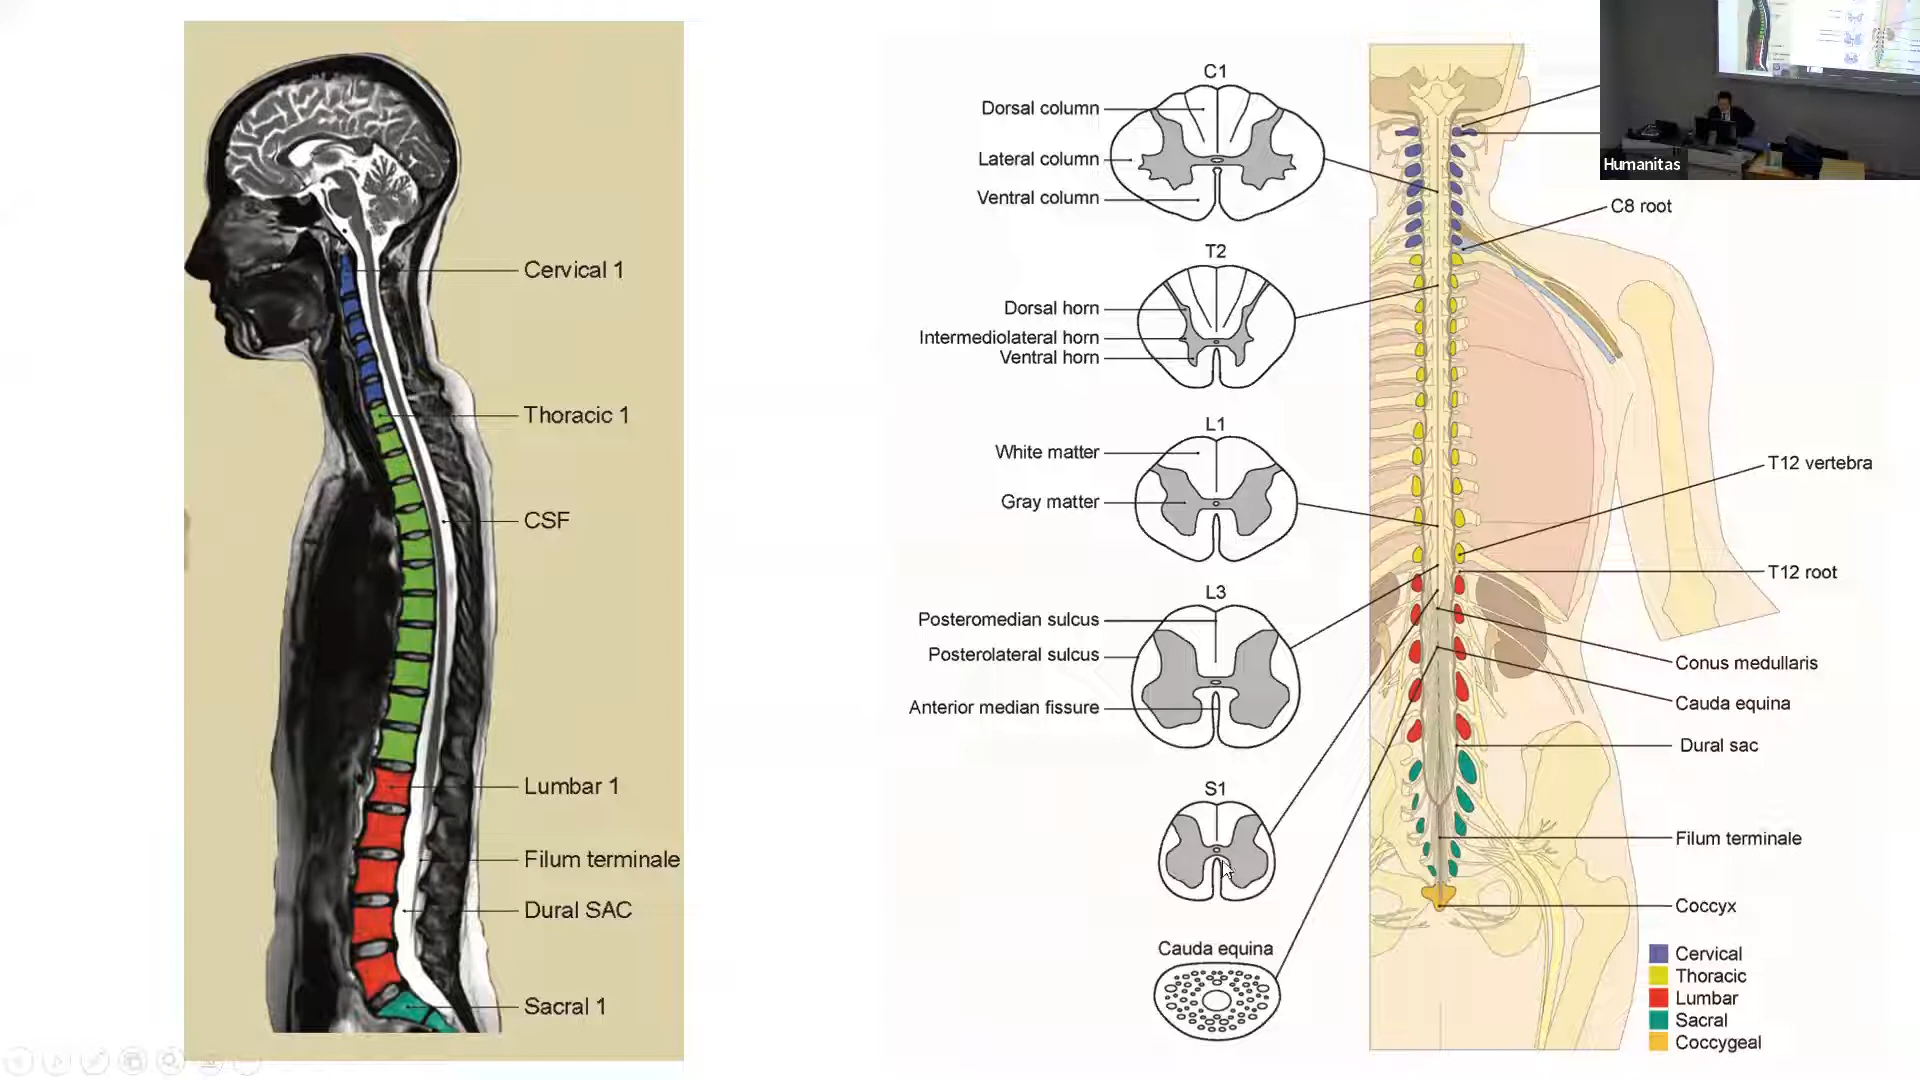 Cervical 1
Thoracic 1
CSF
Lumbar 1
Filum terminale
Dural SAC
Sacral 1
C1
Dorsal column
Lateral column
Ventral column
T2
Dorsal horn
Intermediolateral horn
Ventral horn
L1
White matter
Gray matter
L3
Posteromedian sulcus
Posterolateral sulcus
Anterior median fissure
S1
Cauda equina
Humanitas
C8 root
T12 vertebra
T12 root
Conus medullaris
Cauda equina
Dural sac
Filum terminale
Coccyx
Cervical
Thoracic
Lumbar
Sacral
Coccygeal